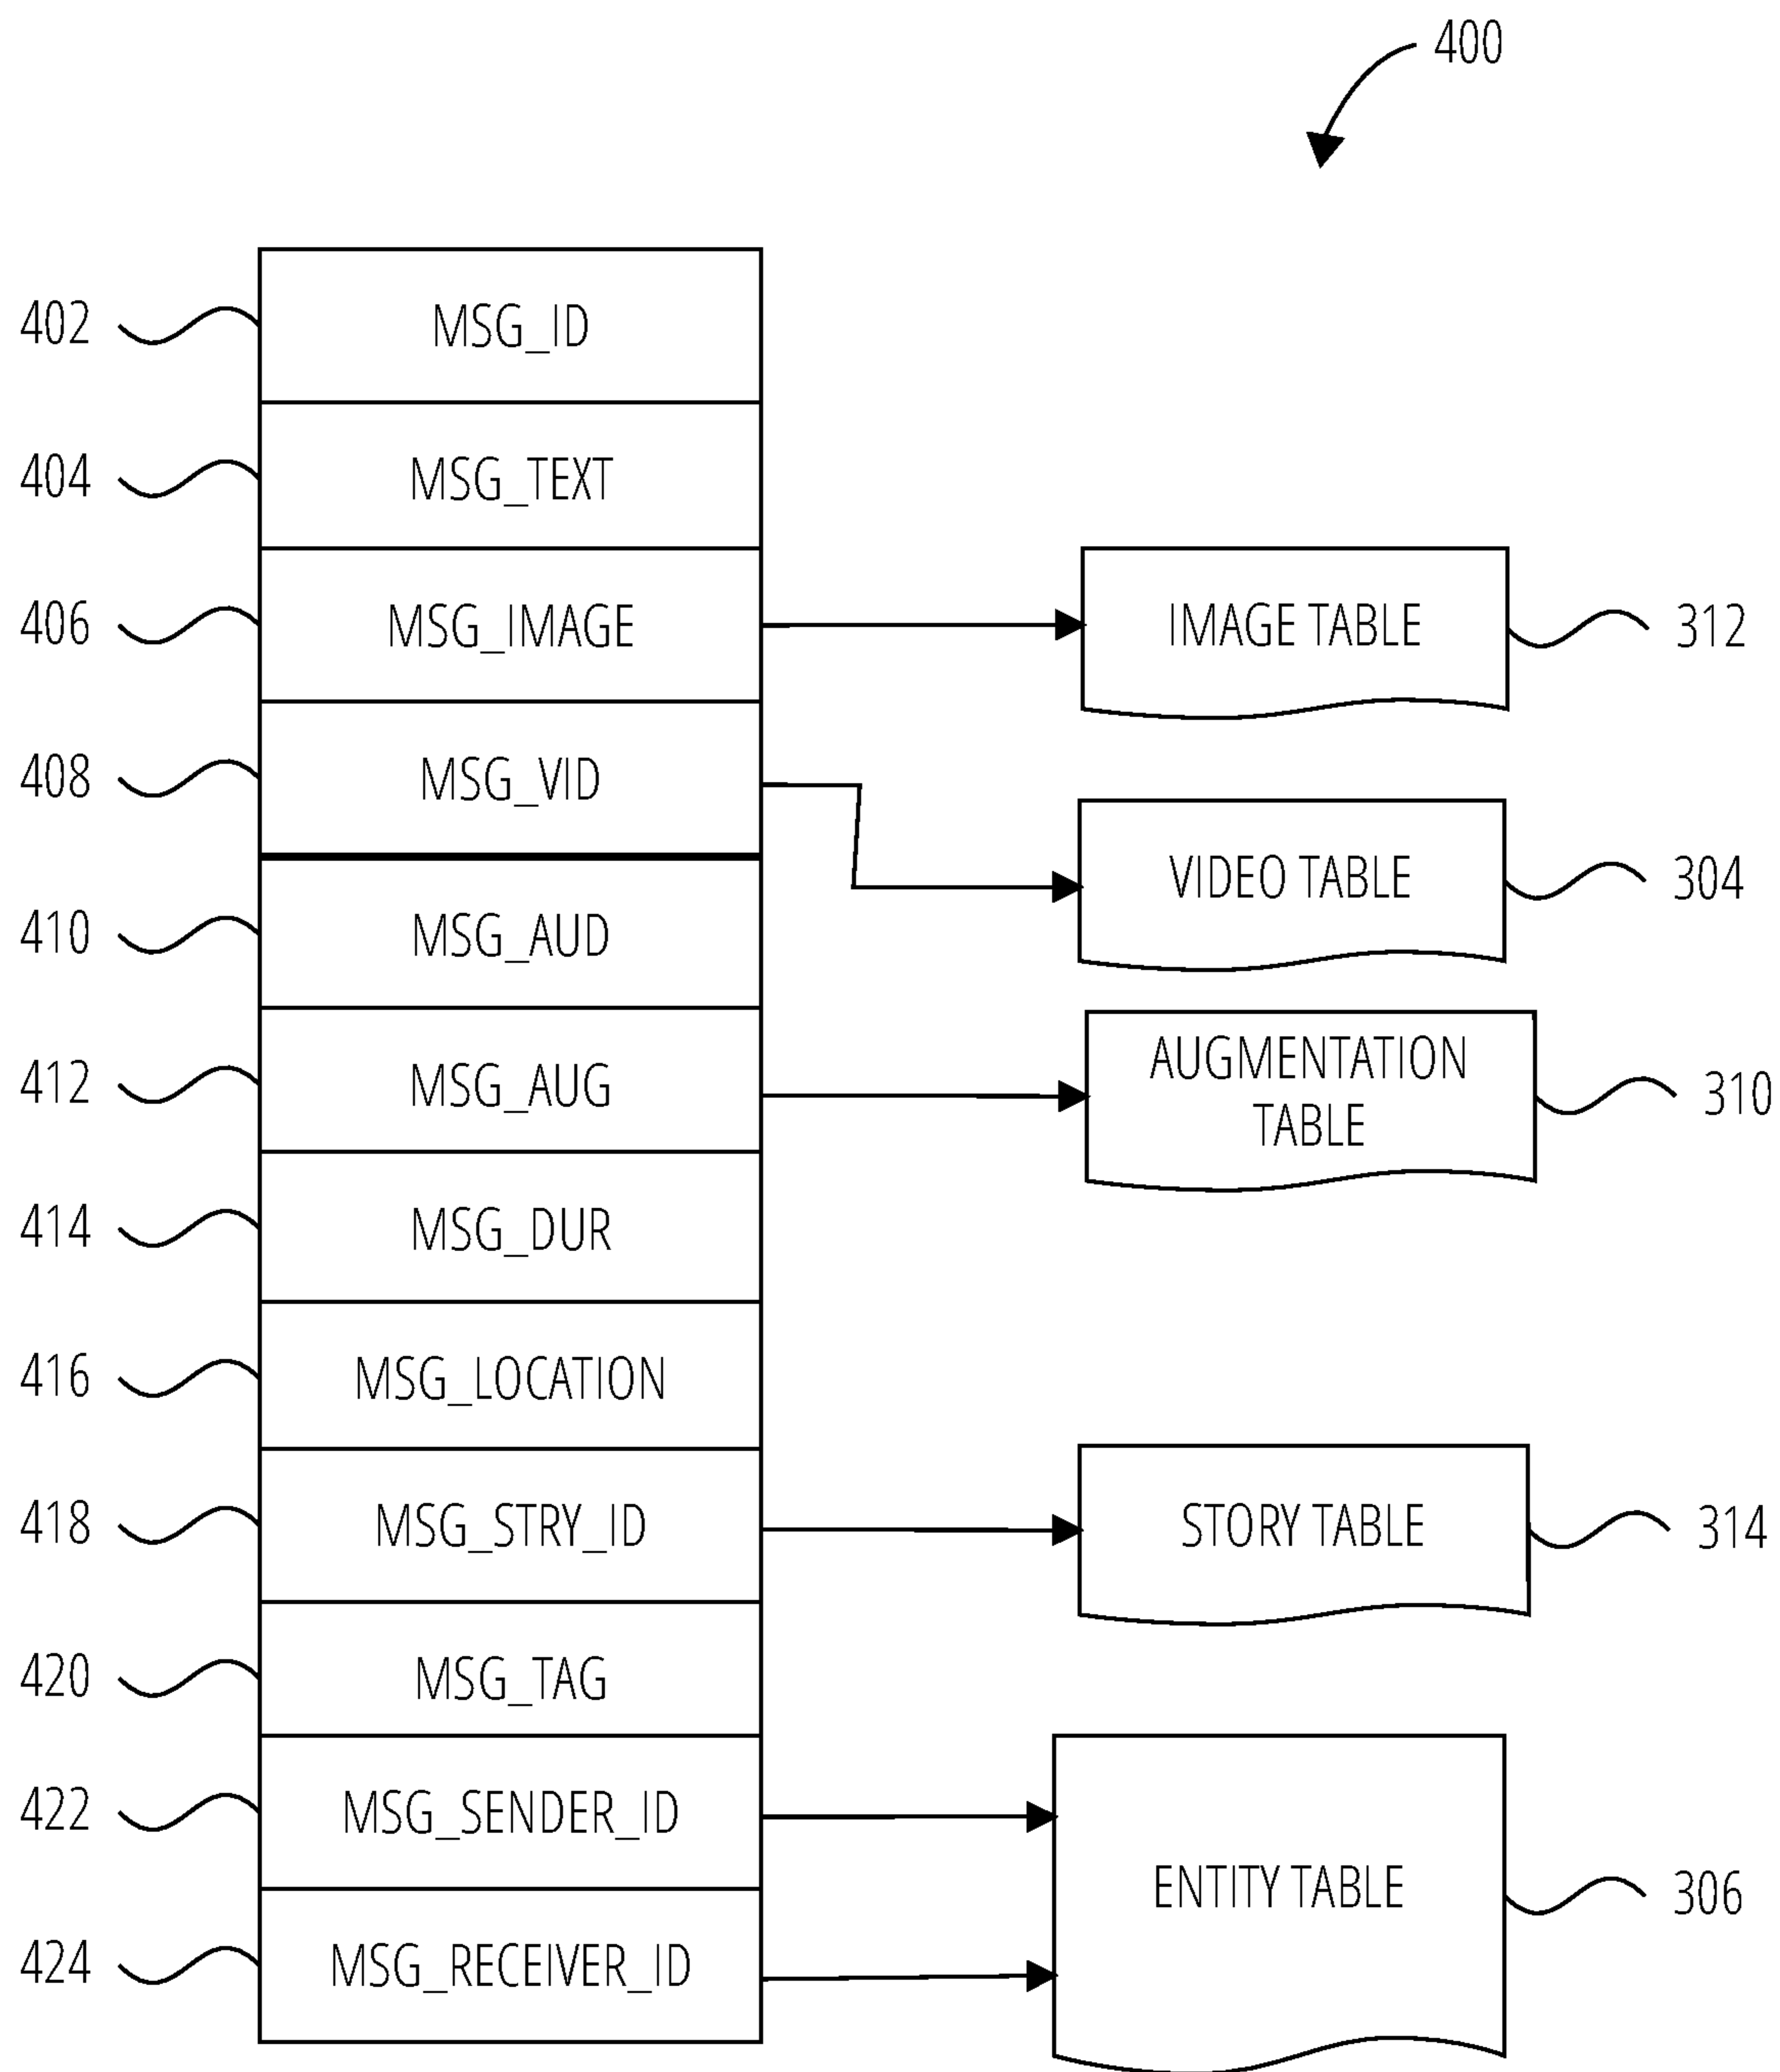 400
402 MSG_ID
404 MSG_TEXT
406 MSG_IMAGE IMAGE TABLE 312
408 MSG_VID VIDEO TABLE 304
410 MSG_AUD
412 MSG_AUG AUGMENTATION
TABLE 310
414 MSG_DUR
416 MSG_LOCATION
418 MSG_STRY_ID STORY TABLE 314
420 MSG_TAG
422 MSG_SENDER_ID
ENTITY TABLE 306
424 MSG_RECEIVER_ID